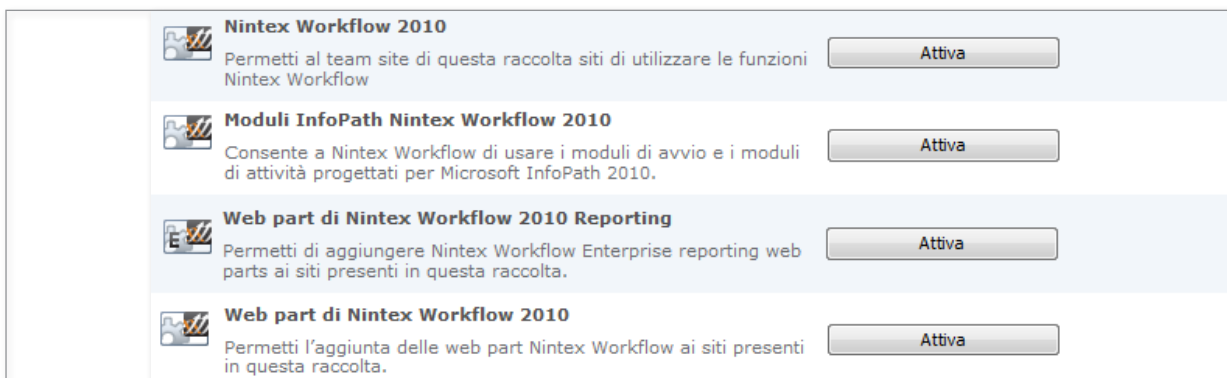 Nintex Workflow 2010
Permetti al team site di questa raccolta siti di utilizzare le funzioni
Nintex Workflow
Attiva
Moduli InfoPath Nintex Workflow 2010
Consente a Nintex Workflow di usare i moduli di avvio e i moduli
di attività progettati per Microsoft InfoPath 2010.
Attiva
E
Web part di Nintex Workflow 2010 Reporting
Permetti di aggiungere Nintex Workflow Enterprise reporting web
parts ai siti presenti in questa raccolta.
Attiva
Web part di Nintex Workflow 2010
Permetti l'aggiunta delle web part Nintex Workflow ai siti presenti
in questa raccolta.
Attiva